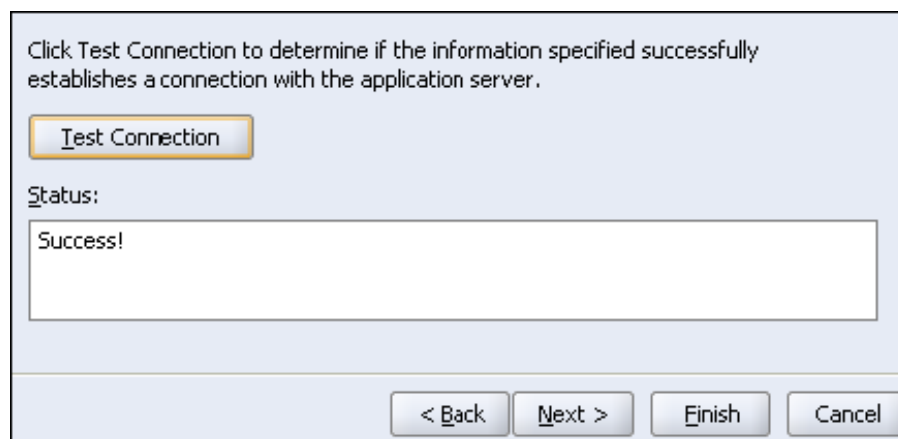 Click Test Connection to determine if the information specified successfully
establishes a connection with the application server.
Test Connection
Status:
Success!
< Back Next > Finish Cancel